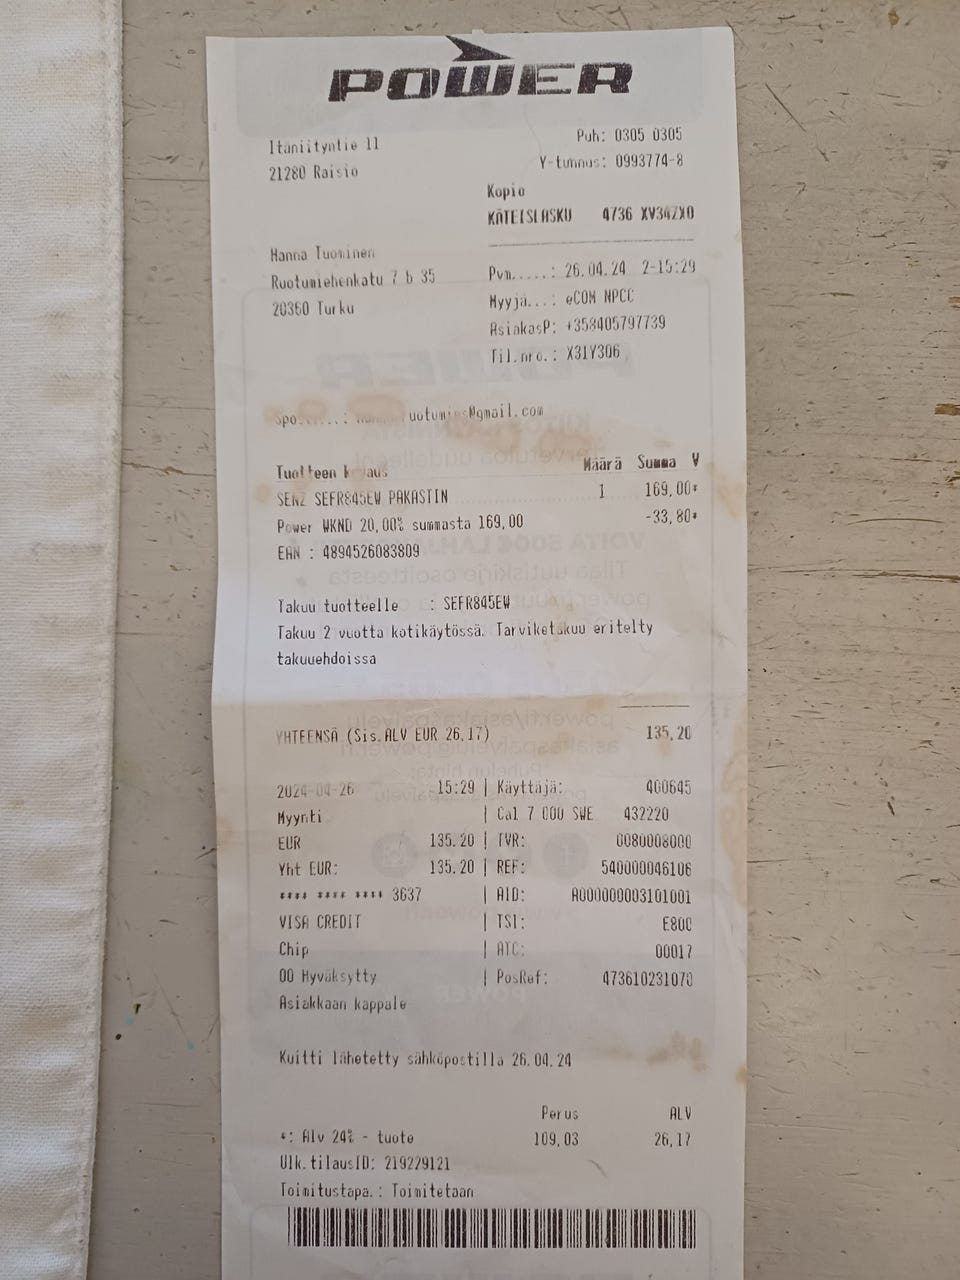 POWER
Itäniityntie 11
21280 Raisio
Puh: 0305 0305
Y-tunnus: 0993774-8
Kopio
KÄTEISLASKU 4736 XV34ZX0
Hanna Tuominen
Ruotumiehenkatu 7 b 35
20360 Turku
Pvm.....: 26.04.24 2-15:29
Myyjä...: eCOM NPCC
AsiakasP: +358405797739
Til.nro.: X31Y306
@gmail.com
Tuotteen Määrä Summa V
SENZ SEFR845EW PAKASTIN 1 169,00*
Power WKND 20,00% summasta 169,00 -33,80*
EAN : 4894526083809
Takuu tuotteelle : SEFR845EW
Takuu 2 vuotta kotikäytössä. Tarviketakuu eritelty
takuuehdoissa
YHTEENSÄ (Sis.ALV EUR 26,17) 135,20
2024-04-26 15:29 | Käyttäjä: 400645
Myynti | Ca1 7 000 SWE 432220
EUR 135.20 | TVR: 0080008000
Yht EUR: 135.20 | REF: 540000046106
**** **** **** 3637 | AID: A0000000031010​01
VISA CREDIT | TSI: E800
Chip | ATC: 00017
00 Hyväksytty | PosRef: 473610231070
Asiakkaan kappale
Kuitti lähetetty sähköpostilla 26.04.24
Perus ALV
*: Alv 24% - tuote 109,03 26,17
Ulk.tilausID: 219229121
Toimitustapa.: Toimitetaan